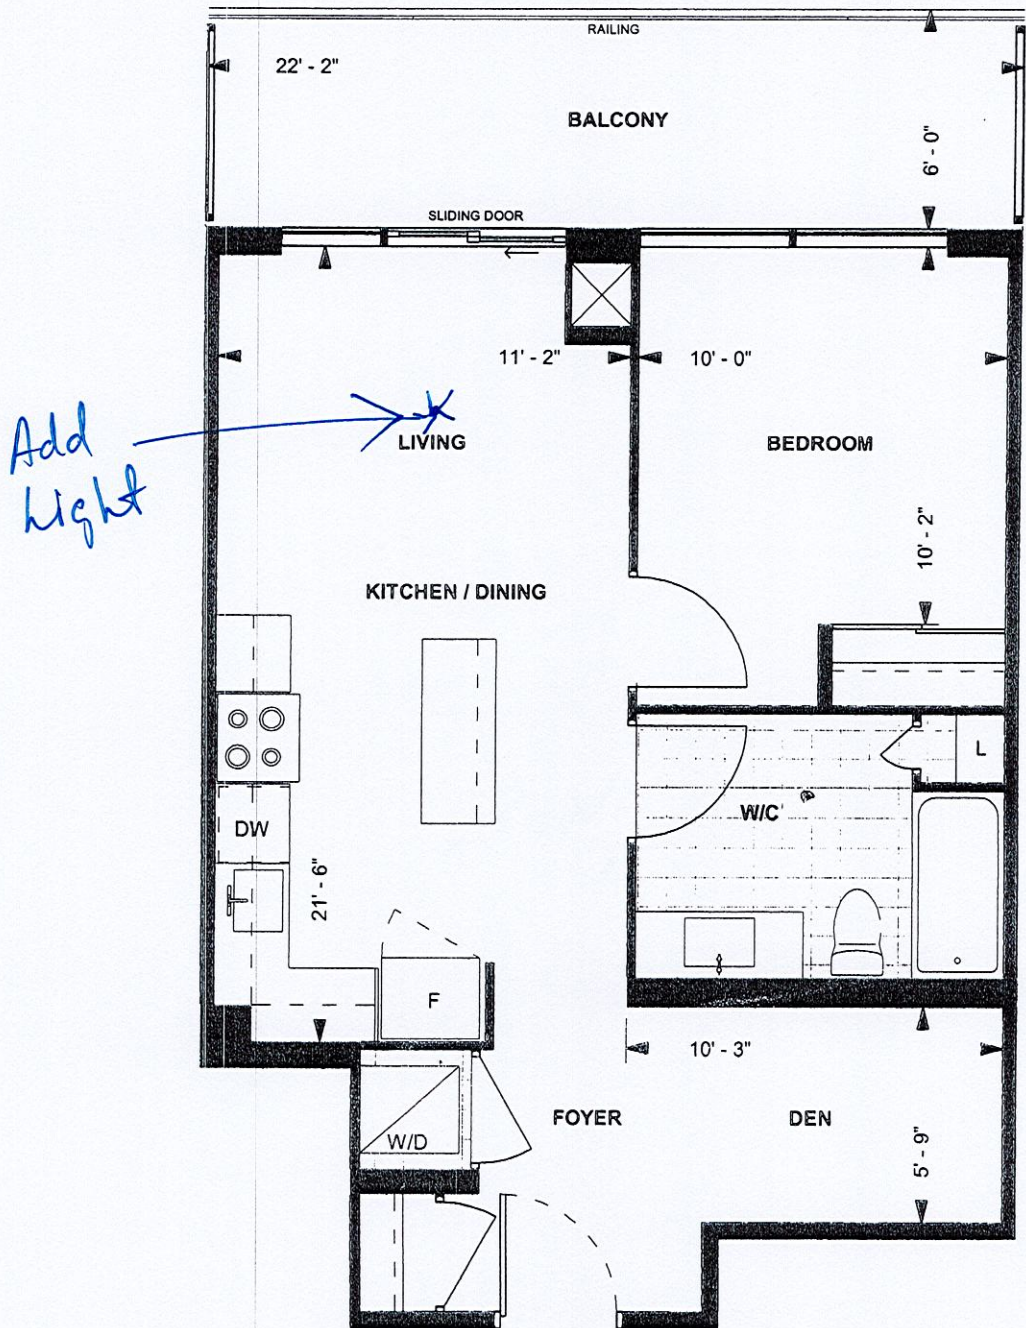 RAILING
22' - 2"
BALCONY
6' - 0"
SLIDING DOOR
11' - 2"
10' - 0"
Add
Light
LIVING
BEDROOM
10' - 2"
KITCHEN / DINING
L
W/C
DW
21' - 6"
F
10' - 3"
FOYER
DEN
W/D
5' - 9"